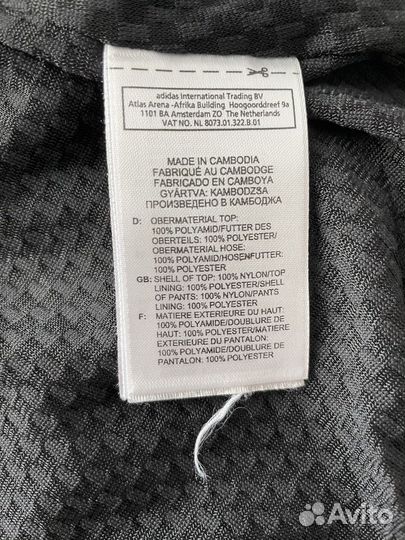 adidas International Trading BV
Atlas Arena -Afrika Building Hoogoorddreef 9a
1101 BA Amsterdam ZO The Netherlands
VAT NO. NL 8073.01.322.B.01
MADE IN CAMBODIA
FABRIQUÉ AU CAMBODGE
FABRICADO EN CAMBOYA
GYÁRTVA: KAMBODZSA
ПРОИЗВЕДЕНО В КАМБОДЖА
D: OBERMATERIAL TOP:
100% POLYAMID/FUTTER DES
OBERTEILS: 100% POLYESTER/
OBERMATERIAL HOSE:
100% POLYAMID/HOSENFUTTER:
100% POLYESTER
GB: SHELL OF TOP: 100% NYLON/TOP
LINING: 100% POLYESTER/SHELL
OF PANTS: 100% NYLON/PANTS
LINING: 100% POLYESTER
F: MATIERE EXTERIEURE DU HAUT:
100% POLYAMIDE/DOUBLURE DE
HAUT: 100% POLYESTER/MATIERE
EXTERIEURE DU PANTALON:
100% POLYAMIDE/DOUBLURE DE
PANTALON: 100% POLYESTER
Avito